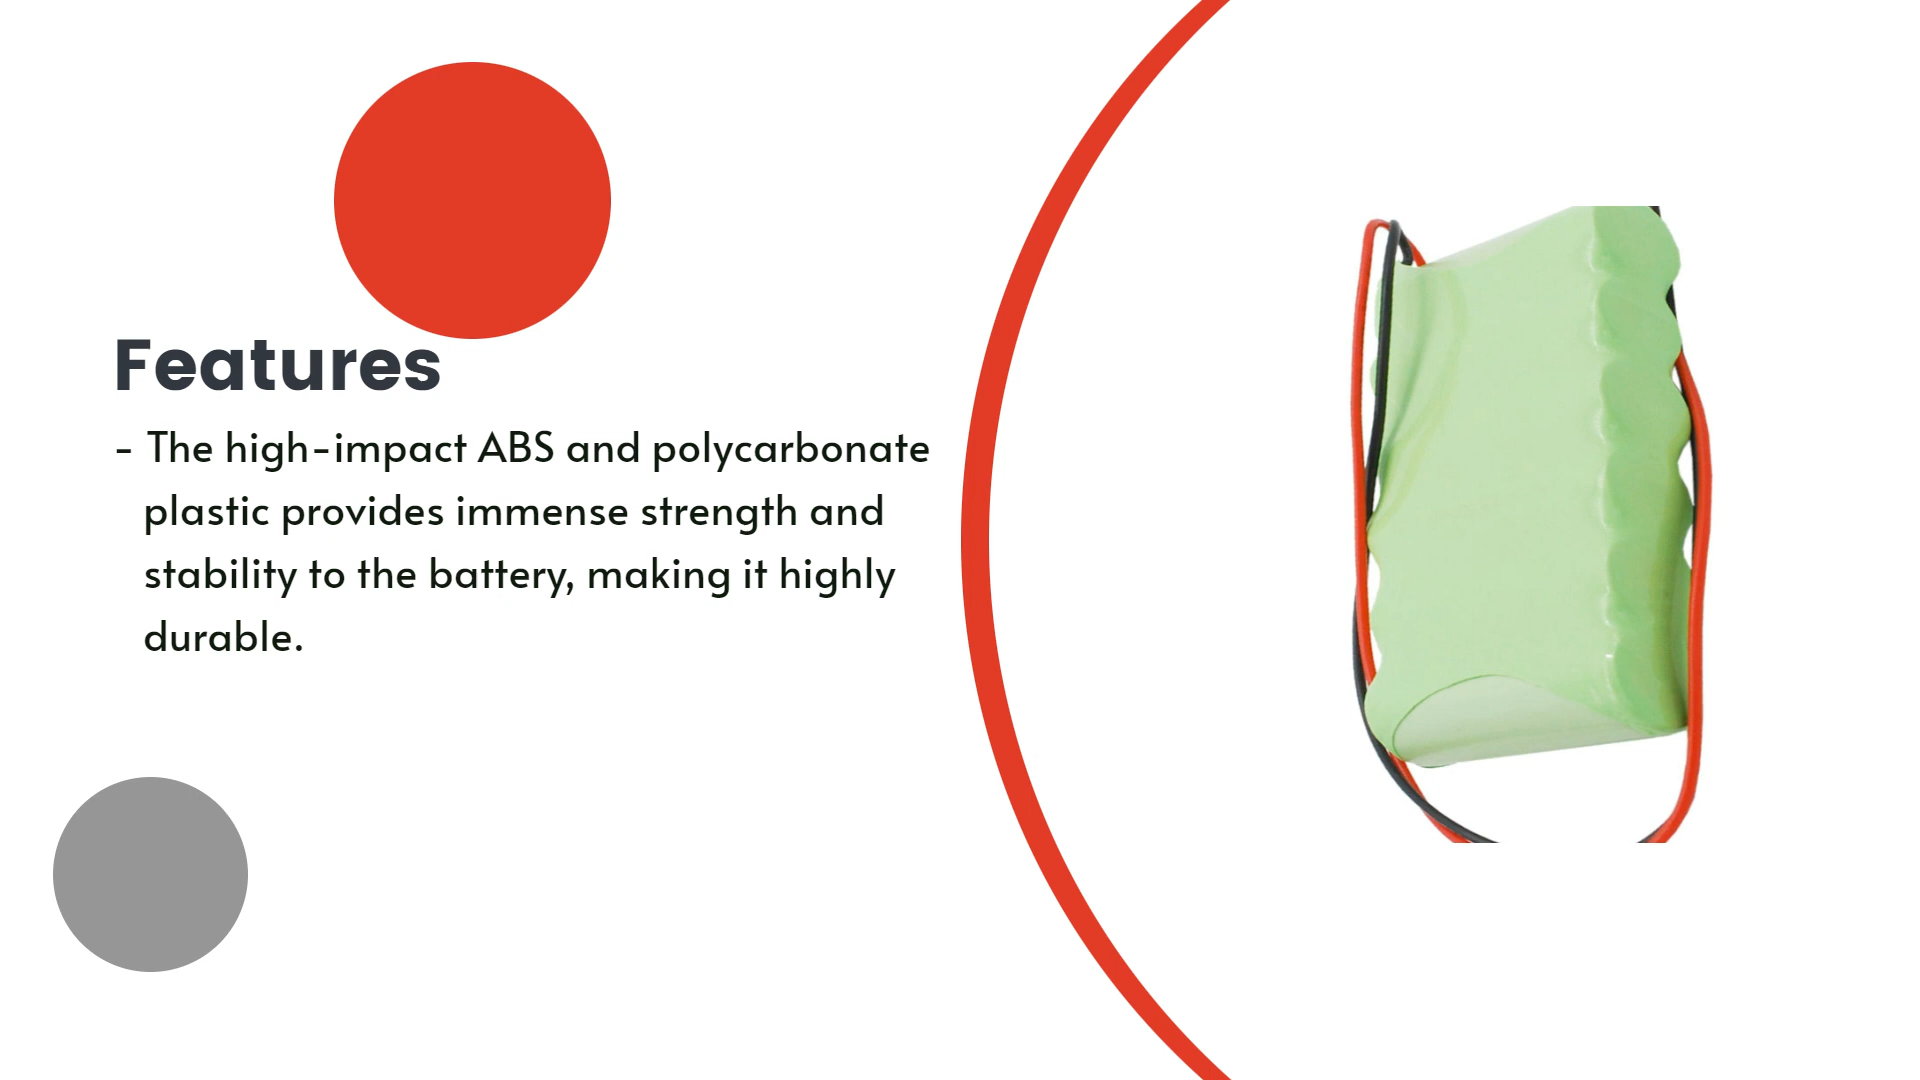 Features
- The high-impact ABS and polycarbonate
plastic provides immense strength and
stability to the battery, making it highly
durable.